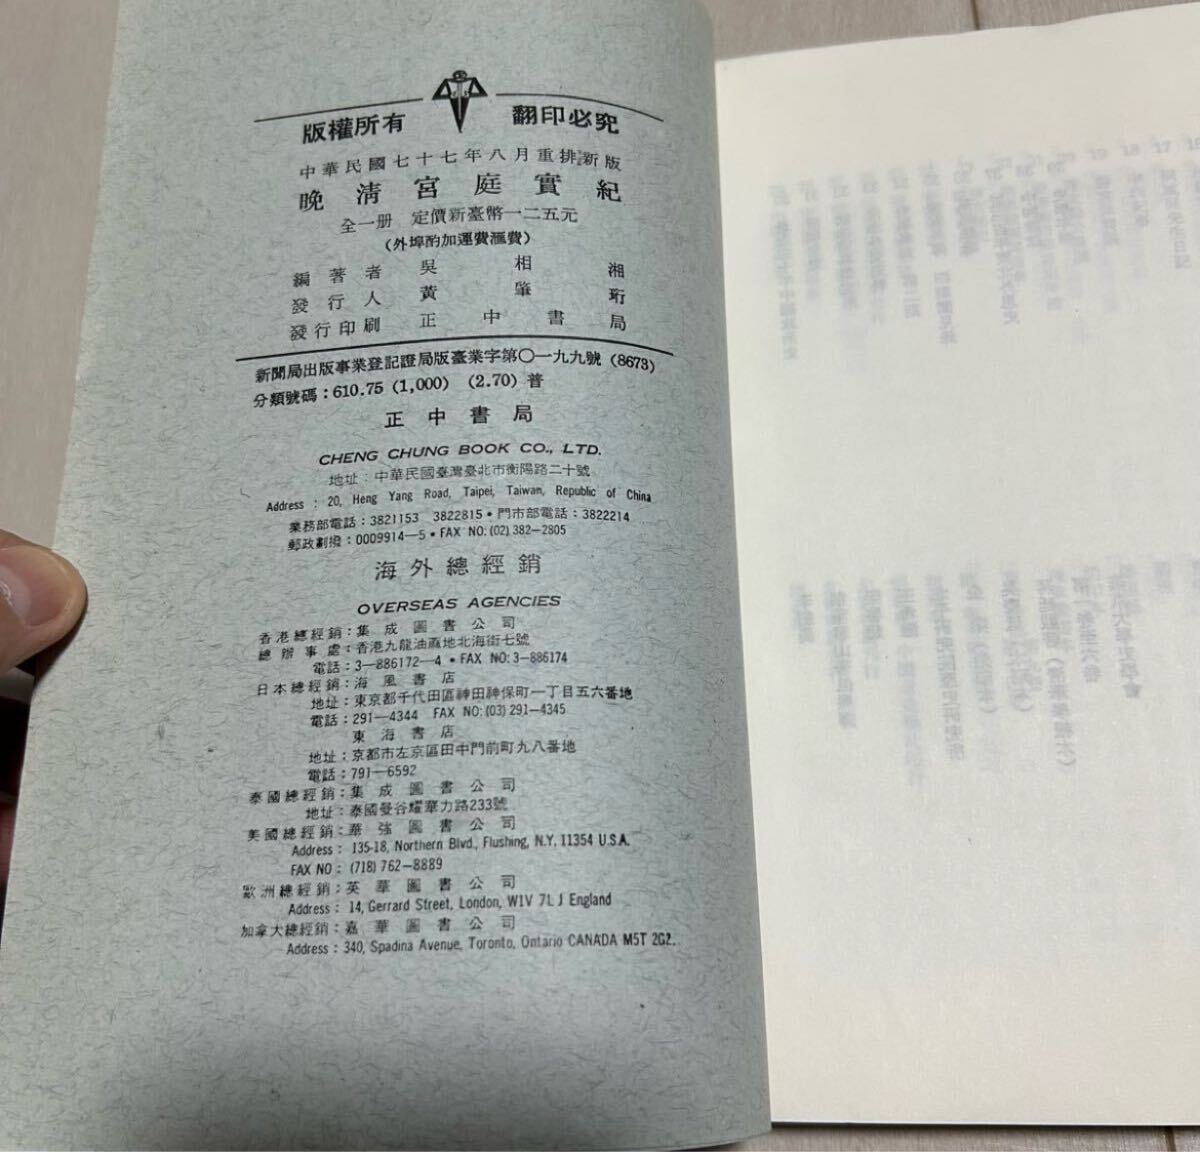 版權所有 翻印必究
中華民國七十七年八月重排新版
晚清宮庭實紀
全一册 定價新臺幣一二五元
(外埠酌加運費滙費)
編著者 吳相湘
發行人 黃肇珩
發行印刷 正中書局
新聞局出版事業登記證局版臺業字第〇一九九號 (8673)
分類號碼：610.75 (1,000) (2.70) 普
正中書局
CHENG CHUNG BOOK CO., LTD.
地址：中華民國臺灣臺北市衡陽路二十號
Address : 20, Heng Yang Road, Taipei, Taiwan, Republic of China
業務部電話：3821153 3822815・門市部電話：3822214
郵政劃撥：0009914—5・FAX NO: (02) 382—2805
海外總經銷
OVERSEAS AGENCIES
香港總經銷：集成圖書公司
總辦事處：香港九龍油蔴地北海街七號
電話：3—886172—4・FAX NO: 3—886174
日本總經銷：海風書店
地址：東京都千代田區神田神保町一丁目五六番地
電話：291—4344 FAX NO: (03) 291—4345
東海書店
地址：京都市左京區田中門前町九八番地
電話：791—6592
泰國總經銷：集成圖書公司
地址：泰國曼谷耀華力路233號
美國總經銷：華強圖書公司
Address : 135-18, Northern Blvd., Flushing, N.Y. 11354 U.S.A.
FAX NO : (718) 762—8889
歐洲總經銷：英華圖書公司
Address : 14, Gerrard Street, London, W1V 7LJ England
加拿大總經銷：嘉華圖書公司
Address : 340, Spadina Avenue, Toronto, Ontario CANADA M5T 2G2.